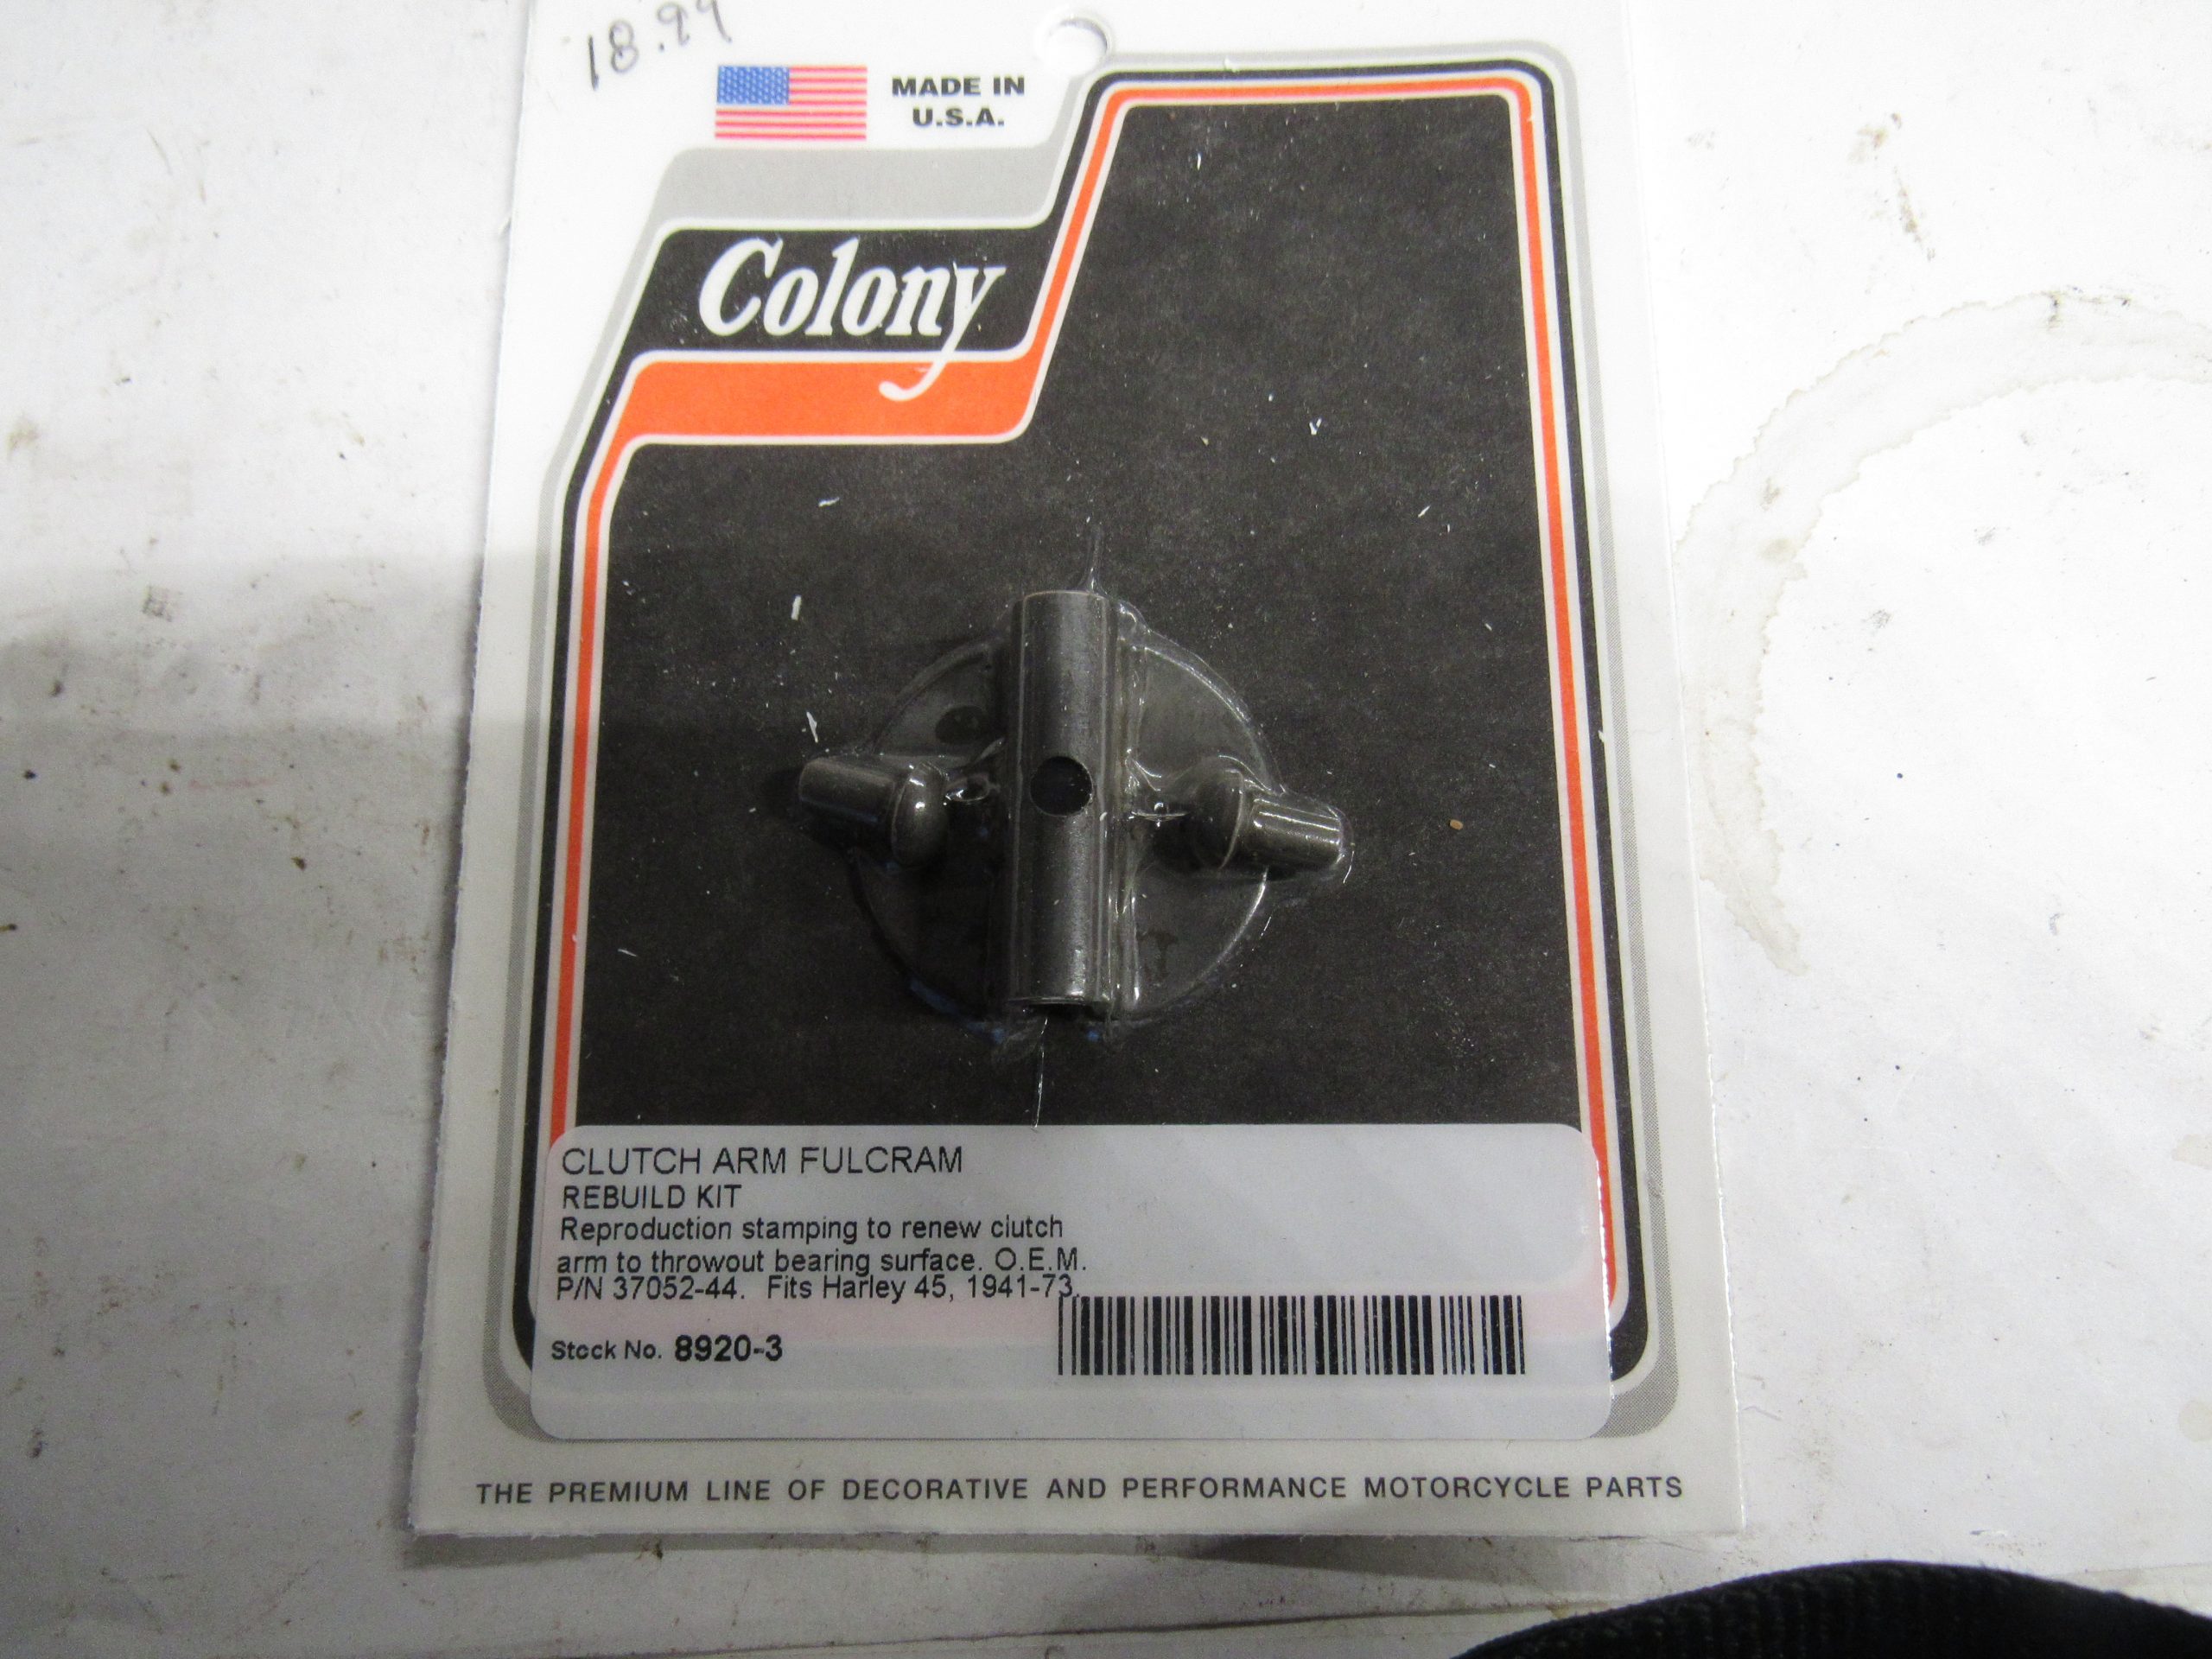 18.99
MADE IN
U.S.A.
Colony
CLUTCH ARM FULCRAM
REBUILD KIT
Reproduction stamping to renew clutch
arm to throwout bearing surface. O.E.M.
P/N 37052-44. Fits Harley 45, 1941-73.
Stock No. 8920-3
THE PREMIUM LINE OF DECORATIVE AND PERFORMANCE MOTORCYCLE PARTS